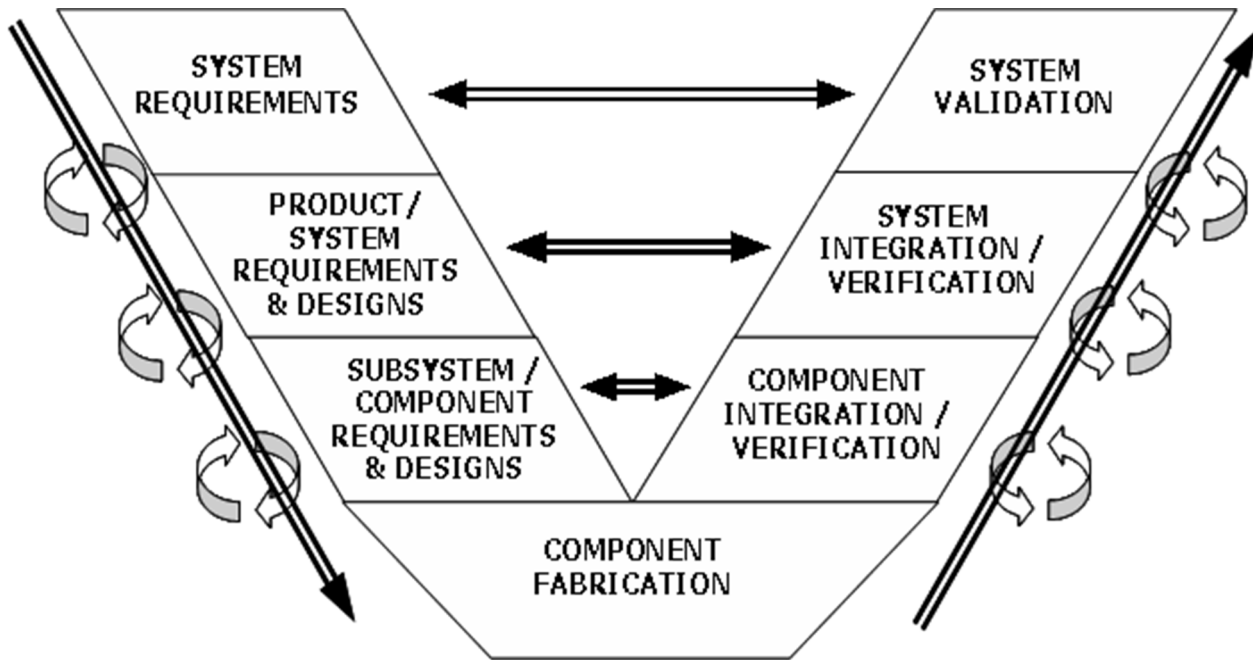 SYSTEM
REQUIREMENTS
SYSTEM
VALIDATION
PRODUCT/
SYSTEM
REQUIREMENTS
& DESIGNS
SYSTEM
INTEGRATION /
VERIFICATION
SUBSYSTEM /
COMPONENT
REQUIREMENTS
& DESIGNS
COMPONENT
INTEGRATION /
VERIFICATION
COMPONENT
FABRICATION